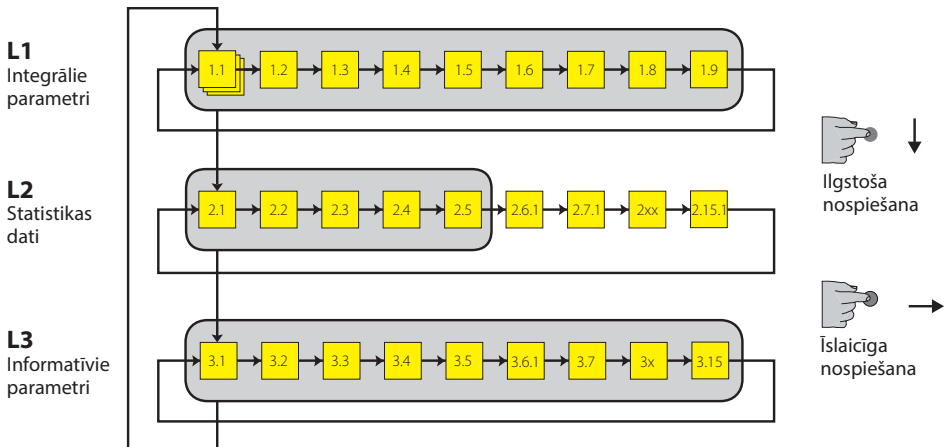 L1
Integrālie
parametri
1.1 1.2 1.3 1.4 1.5 1.6 1.7 1.8 1.9
L2
Statistikas
dati
2.1 2.2 2.3 2.4 2.5 2.6.1 2.7.1 2xx 2.15.1
L3
Informatīvie
parametri
3.1 3.2 3.3 3.4 3.5 3.6.1 3.7 3x 3.15
Ilgstoša
nospiešana
Īslaicīga
nospiešana